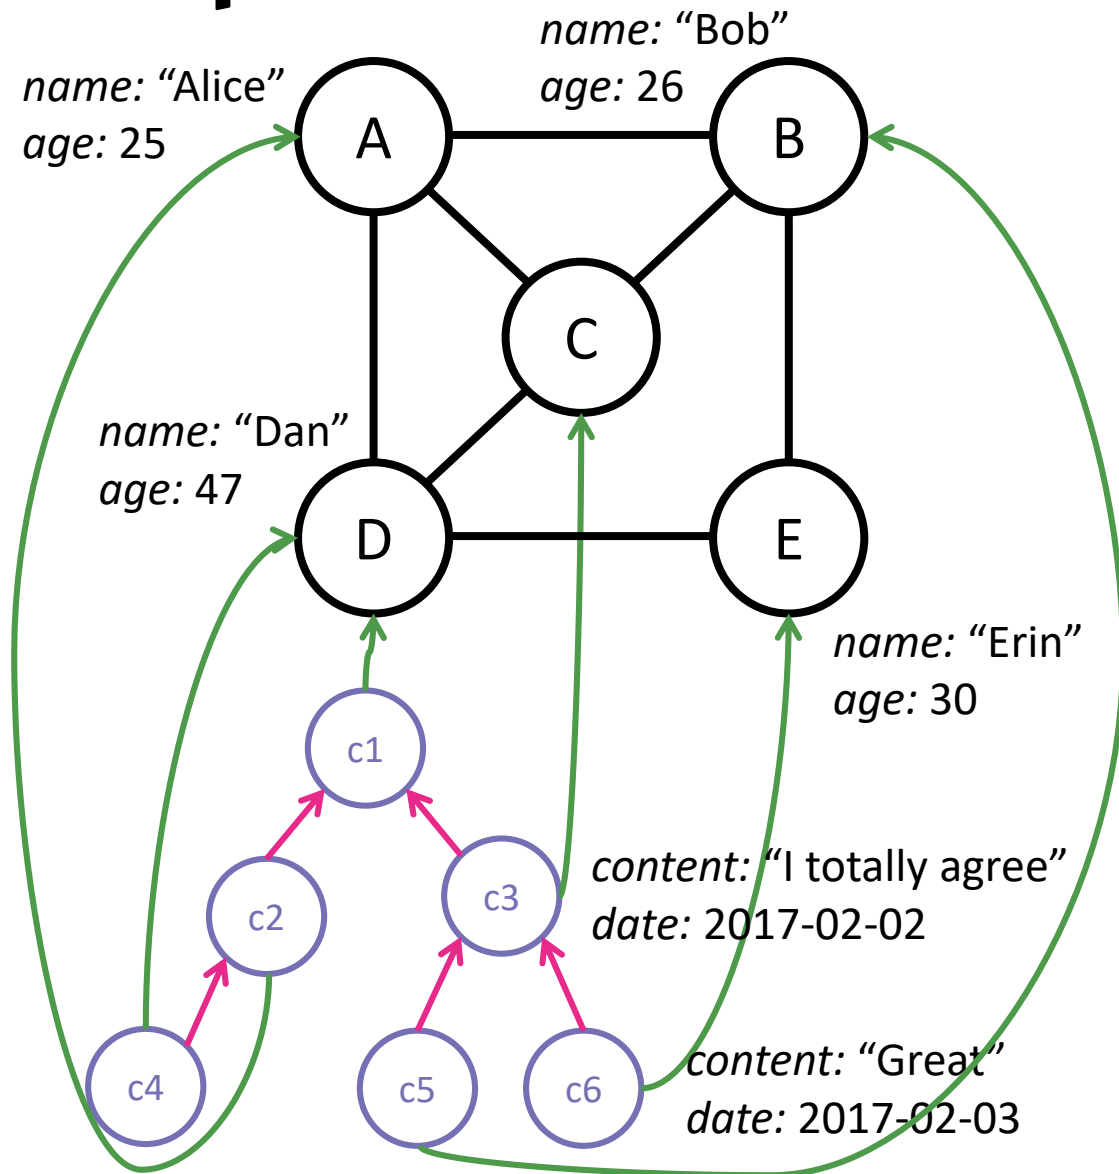 name: “Bob”
age: 26
name: “Alice”
age: 25
A
B
C
name: “Dan”
age: 47
D
E
name: “Erin”
age: 30
c1
c2
c3
content: “I totally agree”
date: 2017-02-02
c4
c5
c6
content: “Great”
date: 2017-02-03